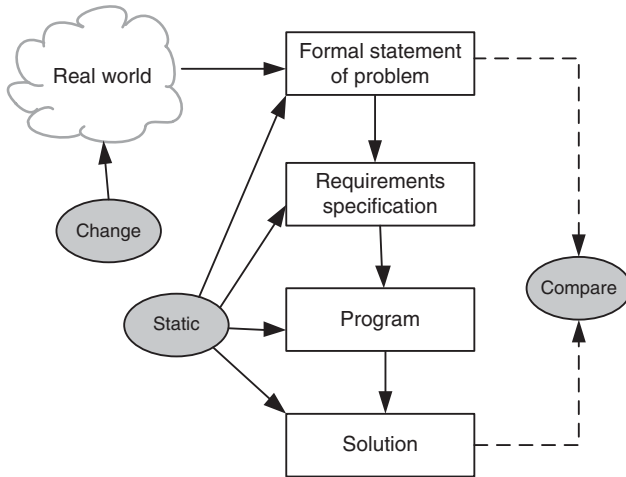 Real world
Formal statement
of problem
Requirements
specification
Change
Compare
Static
Program
Solution